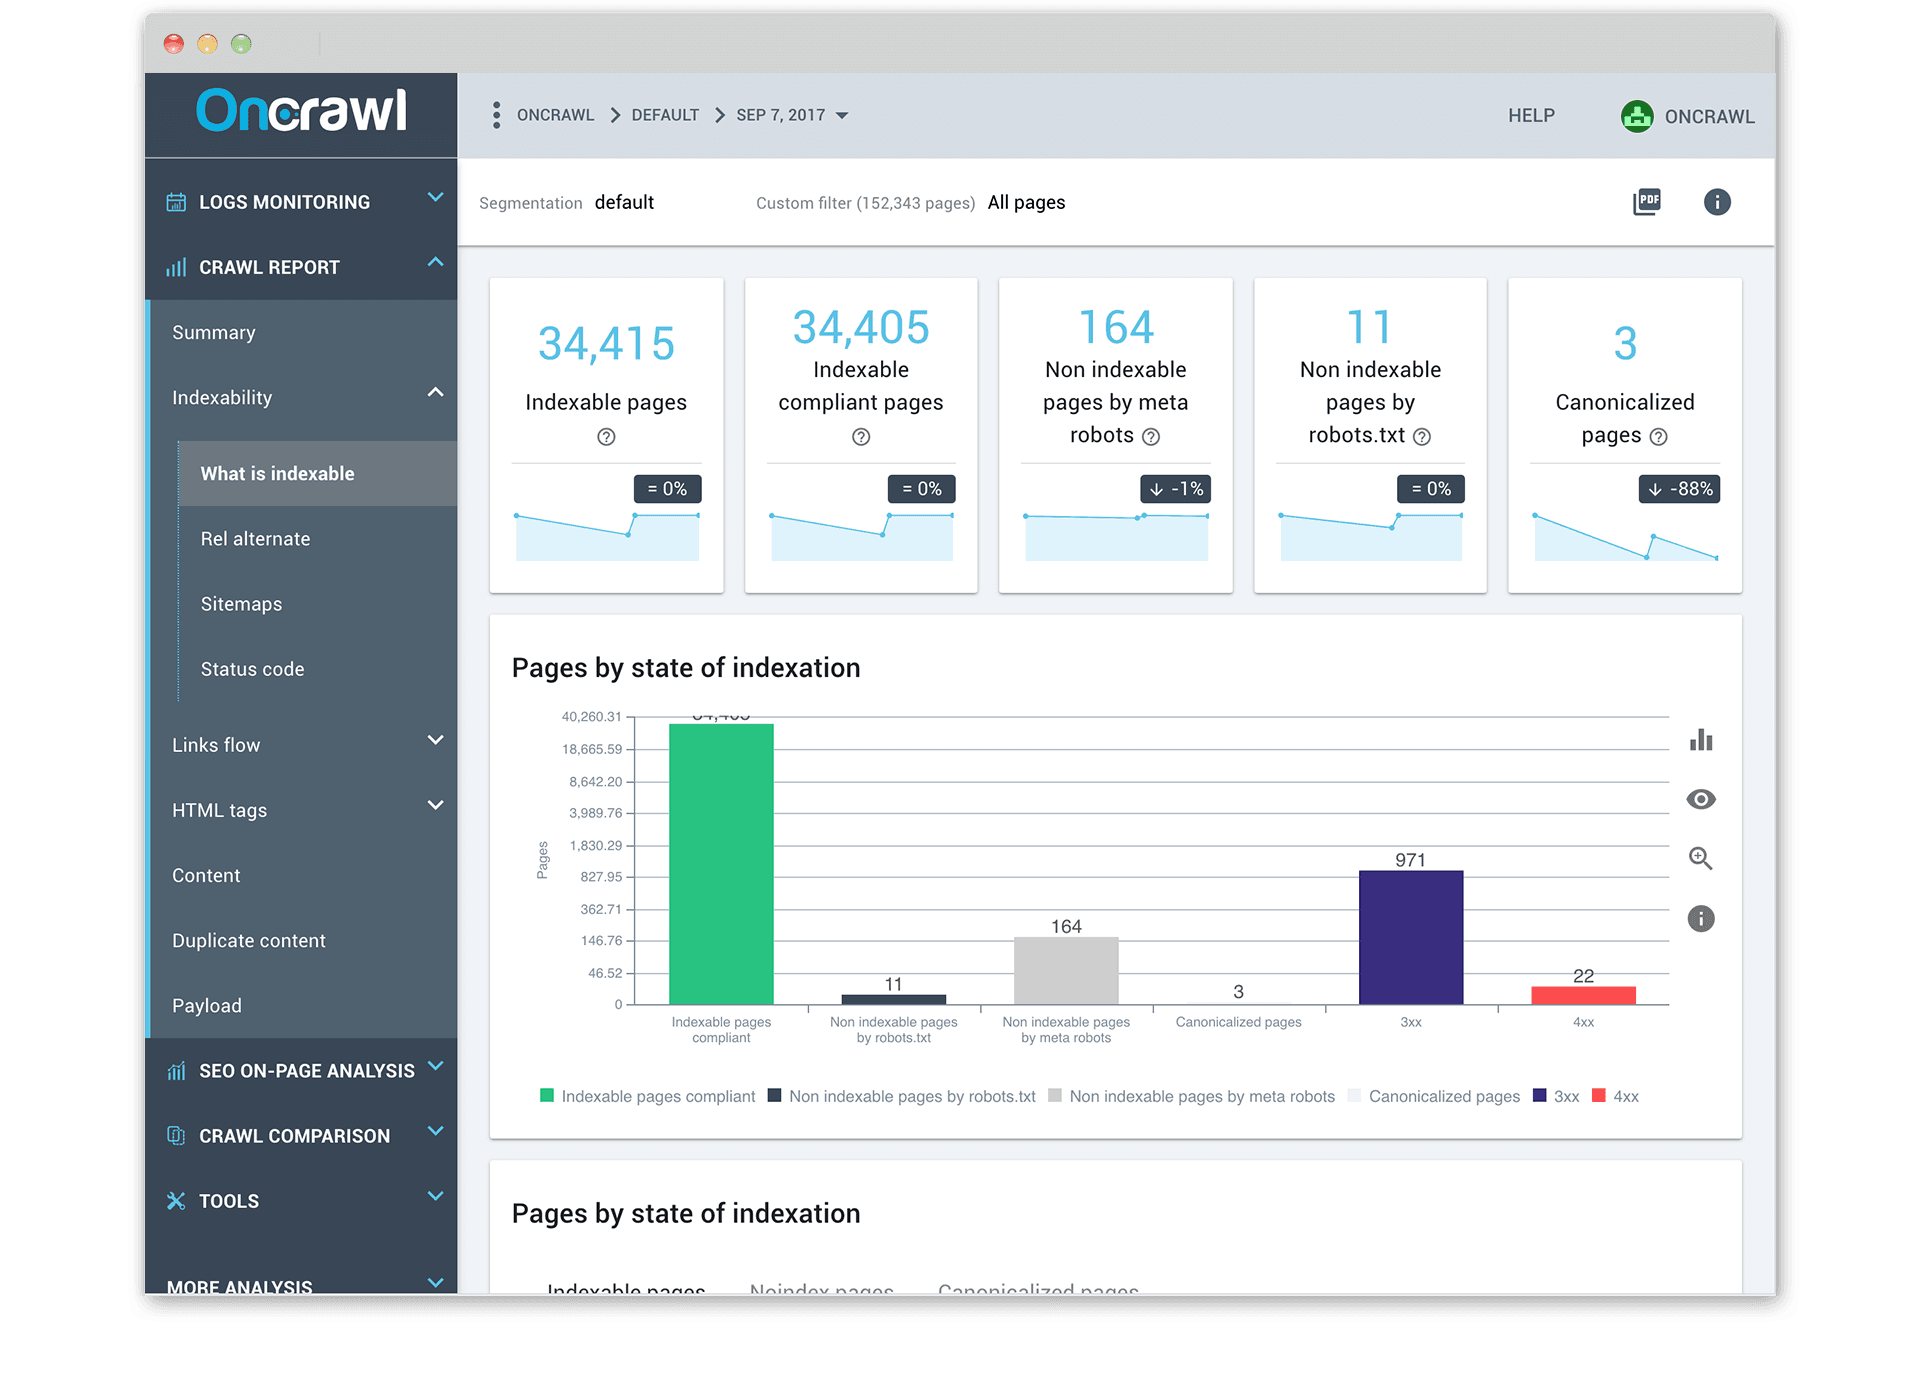 Oncrawl
ONCRAWL DEFAULT SEP 7, 2017
HELP
ONCRAWL
LOGS MONITORING
CRAWL REPORT
Summary
Indexability
What is indexable
Rel alternate
Sitemaps
Status code
Links flow
HTML tags
Content
Duplicate content
Payload
SEO ON-PAGE ANALYSIS
CRAWL COMPARISON
TOOLS
MORE ANALYSIS
Segmentation default
Custom filter (152,343 pages) All pages
PDF
34,415
Indexable pages
= 0%
34,405
Indexable
compliant pages
= 0%
164
Non indexable
pages by meta
robots
-1%
11
Non indexable
pages by
robots.txt
= 0%
3
Canonicalized
pages
-88%
Pages by state of indexation
Pages
40,260.31
18,665.59
8,642.20
3,989.76
1,830.29
827.95
362.71
146.76
46.52
0
34,405
11
164
3
971
22
Indexable pages
compliant
Non indexable pages
by robots.txt
Non indexable pages
by meta robots
Canonicalized pages
3xx
4xx
Indexable pages compliant Non indexable pages by robots.txt Non indexable pages by meta robots Canonicalized pages 3xx 4xx
Pages by state of indexation
Indexable pages Noindex pages Canonicalized pages